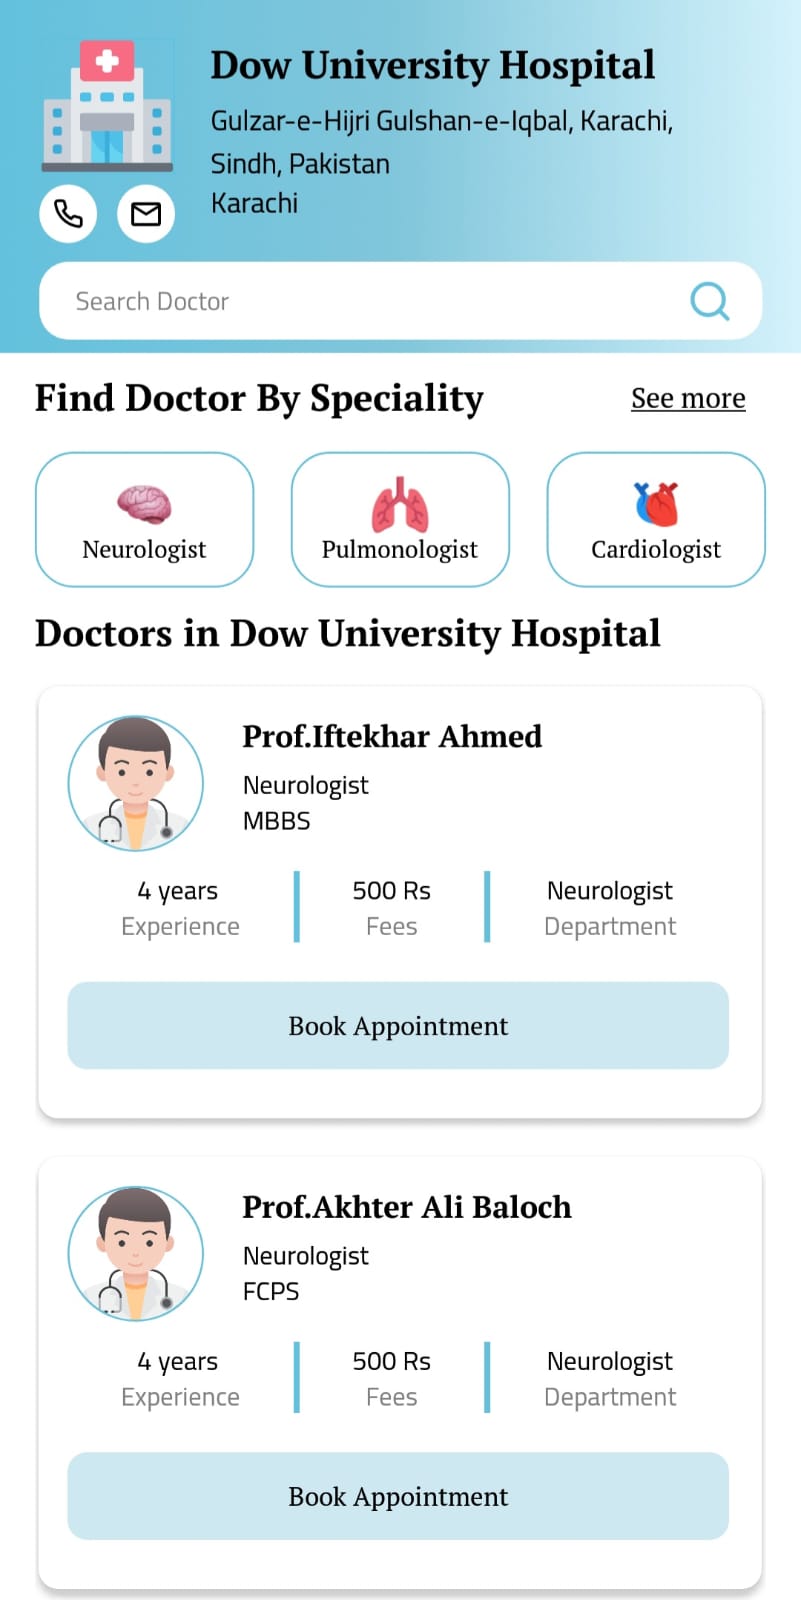 Dow University Hospital
Gulzar-e-Hijri Gulshan-e-Iqbal, Karachi,
Sindh, Pakistan
Karachi
Search Doctor
Find Doctor By Speciality
See more
Neurologist
Pulmonologist
Cardiologist
Doctors in Dow University Hospital
Prof.Iftekhar Ahmed
Neurologist
MBBS
4 years
500 Rs
Neurologist
Experience
Fees
Department
Book Appointment
Prof.Akhter Ali Baloch
Neurologist
FCPS
4 years
500 Rs
Neurologist
Experience
Fees
Department
Book Appointment